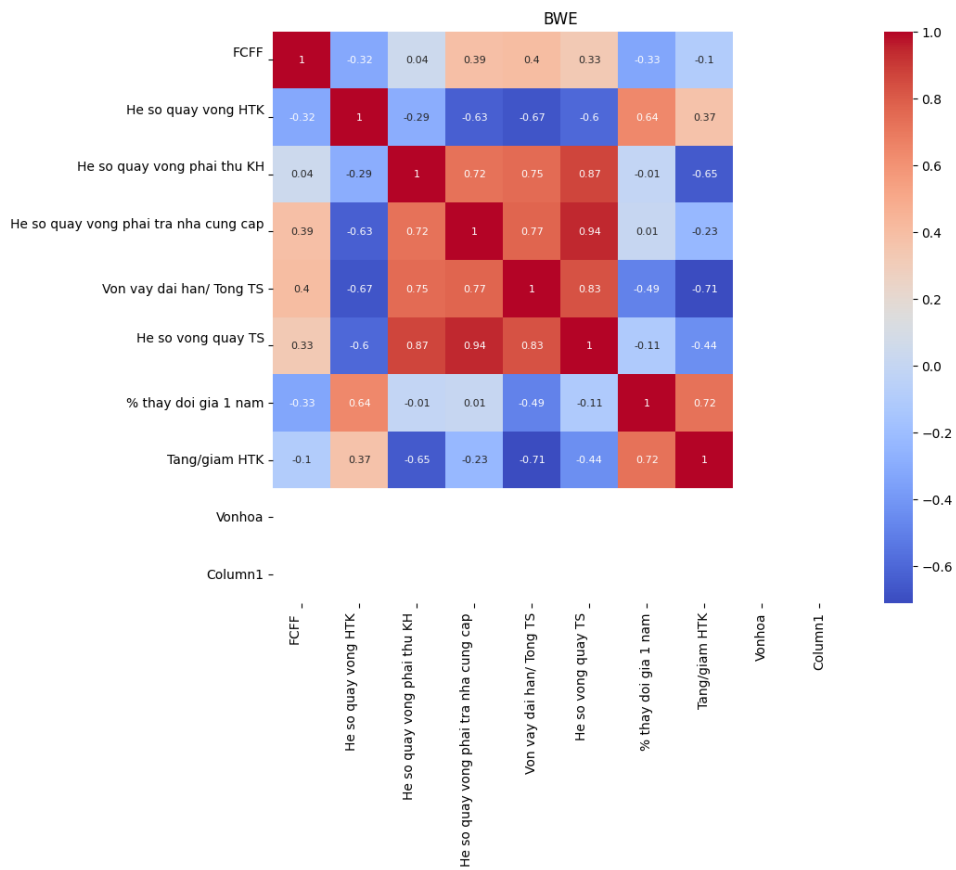 BWE
FCFF 1 -0.32 0.04 0.39 0.4 0.33 -0.33 -0.1
He so quay vong HTK -0.32 1 -0.29 -0.63 -0.67 -0.6 0.64 0.37
He so quay vong phai thu KH 0.04 -0.29 1 0.72 0.75 0.87 -0.01 -0.65
He so quay vong phai tra nha cung cap 0.39 -0.63 0.72 1 0.77 0.94 0.01 -0.23
Von vay dai han/ Tong TS 0.4 -0.67 0.75 0.77 1 0.83 -0.49 -0.71
He so vong quay TS 0.33 -0.6 0.87 0.94 0.83 1 -0.11 -0.44
% thay doi gia 1 nam -0.33 0.64 -0.01 0.01 -0.49 -0.11 1 0.72
Tang/giam HTK -0.1 0.37 -0.65 -0.23 -0.71 -0.44 0.72 1
Vonhoa
Column1
FCFF
He so quay vong HTK
He so quay vong phai thu KH
He so quay vong phai tra nha cung cap
Von vay dai han/ Tong TS
He so vong quay TS
% thay doi gia 1 nam
Tang/giam HTK
Vonhoa
Column1
1.0
0.8
0.6
0.4
0.2
0.0
−0.2
−0.4
−0.6